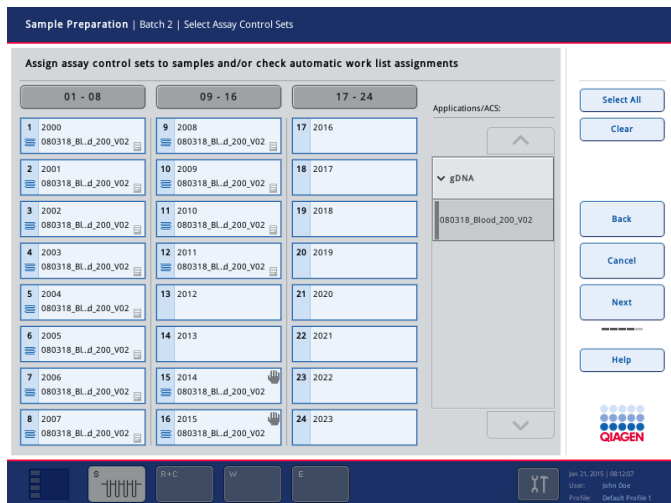 Sample Preparation | Batch 2 | Select Assay Control Sets
Assign assay control sets to samples and/or check automatic work list assignments
01 - 08
09 - 16
17 - 24
Applications/ACS:
1 2000
080318_Bl..d_200_V02
2 2001
080318_Bl..d_200_V02
3 2002
080318_Bl..d_200_V02
4 2003
080318_Bl..d_200_V02
5 2004
080318_Bl..d_200_V02
6 2005
080318_Bl..d_200_V02
7 2006
080318_Bl..d_200_V02
8 2007
080318_Bl..d_200_V02
9 2008
080318_Bl..d_200_V02
10 2009
080318_Bl..d_200_V02
11 2010
080318_Bl..d_200_V02
12 2011
080318_Bl..d_200_V02
13 2012
14 2013
15 2014
080318_Bl..d_200_V02
16 2015
080318_Bl..d_200_V02
17 2016
18 2017
19 2018
20 2019
21 2020
22 2021
23 2022
24 2023
gDNA
080318_Blood_200_V02
Select All
Clear
Back
Cancel
Next
Help
QIAGEN
S
R+C
W
E
Jan 21, 2015 | 08:12:07
User: John Doe
Profile: Default Profile 1